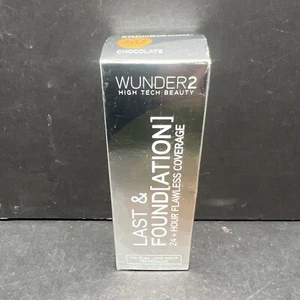 CHOCOLATE
WUNDER2
HIGH TECH BEAUTY
LAST &
FOUND[ATION]
24+ HOUR FLAWLESS COVERAGE